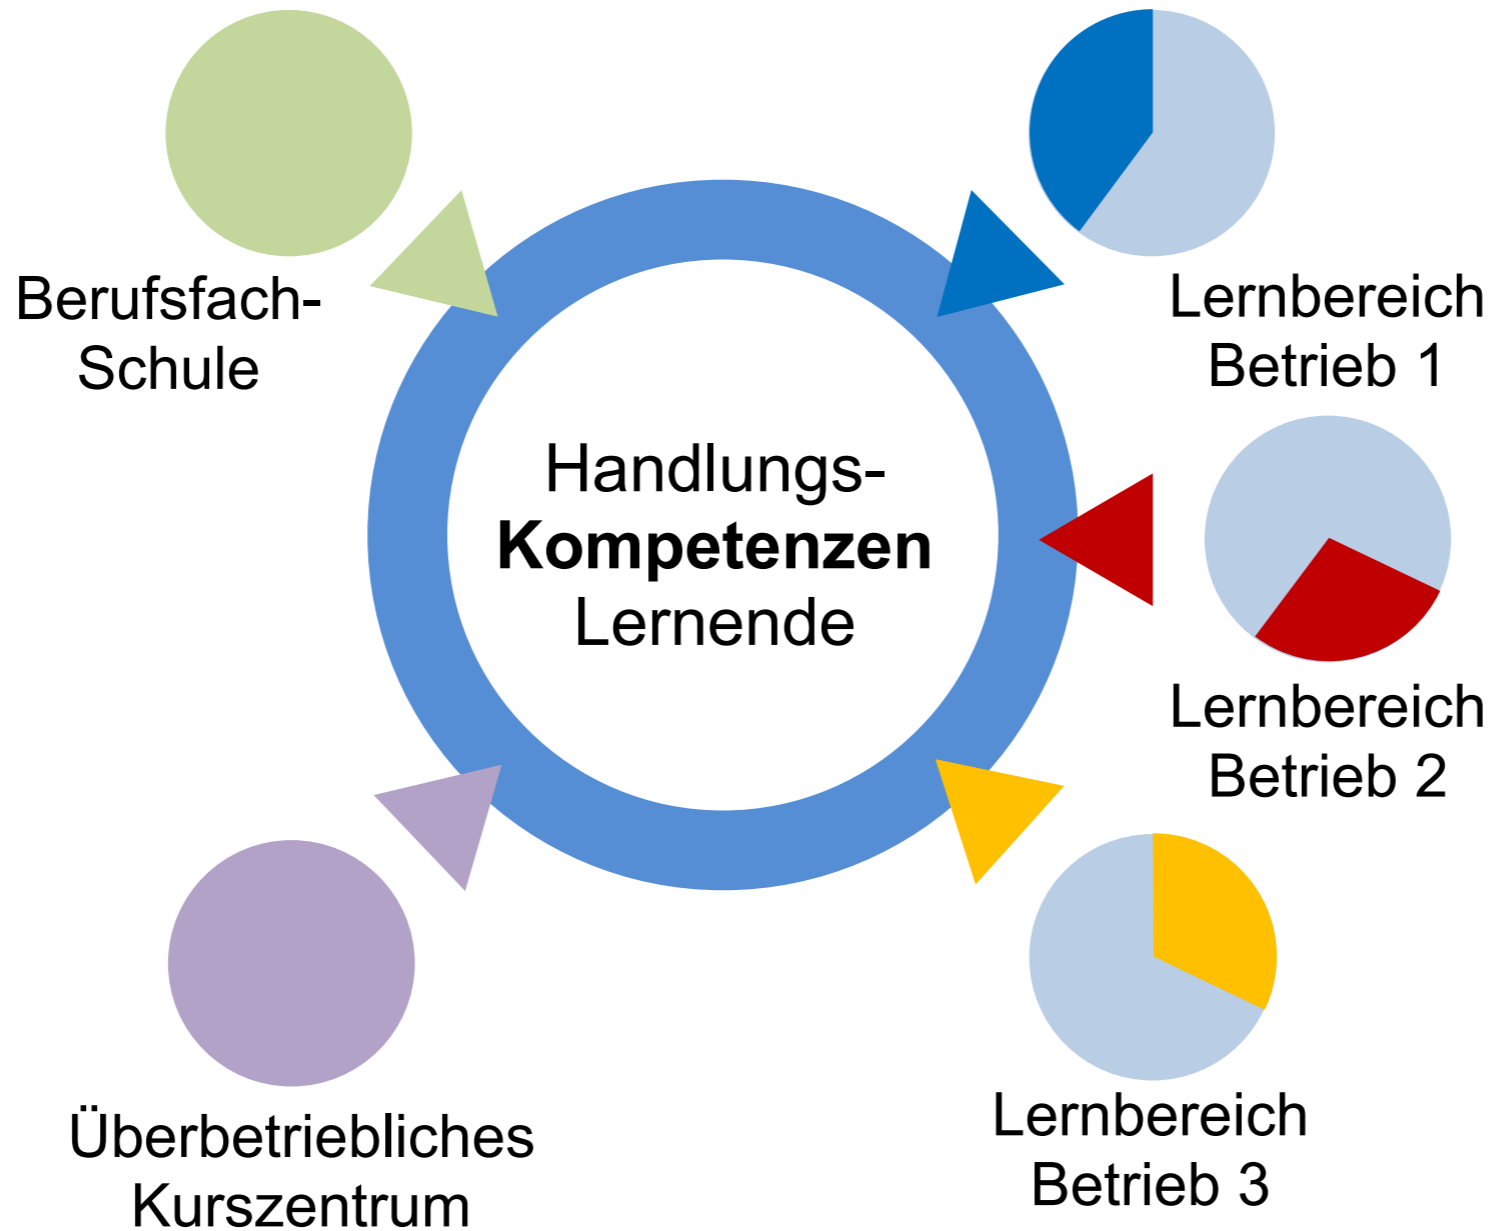 Berufsfach-
Schule
Lernbereich
Betrieb 1
Handlungs-
Kompetenzen
Lernende
Lernbereich
Betrieb 2
Überbetriebliches
Kurszentrum
Lernbereich
Betrieb 3